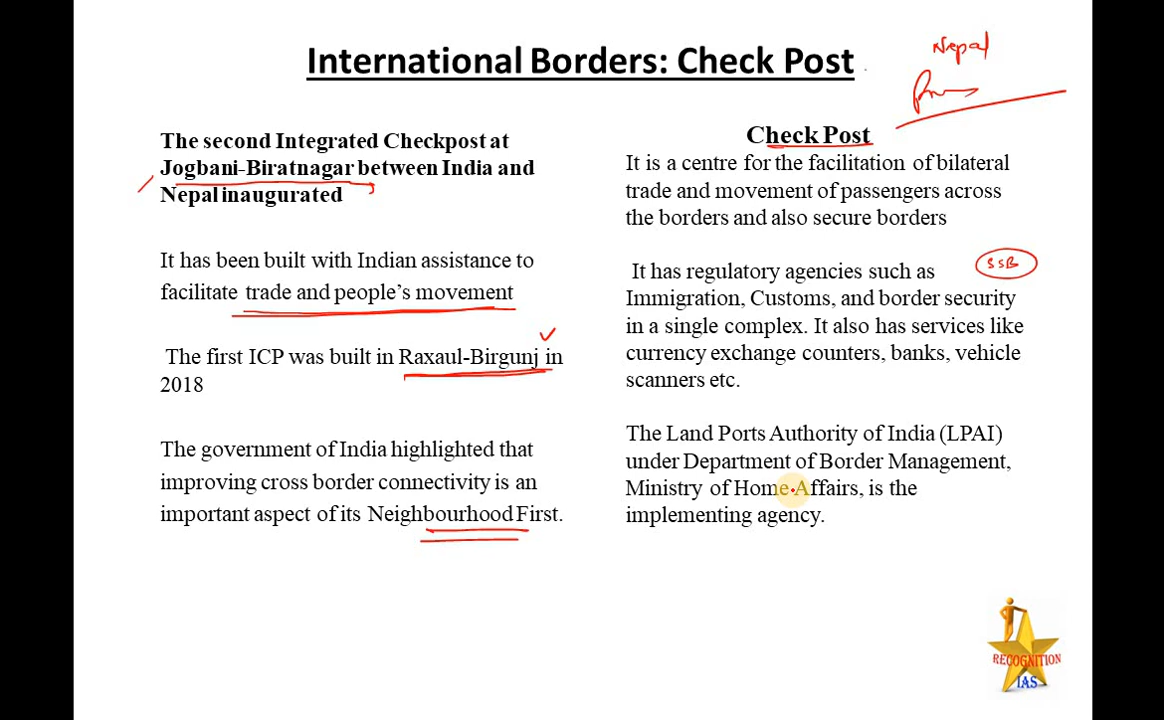 International Borders: Check Post
Nepal
The second Integrated Checkpost at
Jogbani-Biratnagar between India and
Nepal inaugurated
It has been built with Indian assistance to
facilitate trade and people's movement
The first ICP was built in Raxaul-Birgunj in
2018
The government of India highlighted that
improving cross border connectivity is an
important aspect of its Neighbourhood First.
Check Post
It is a centre for the facilitation of bilateral
trade and movement of passengers across
the borders and also secure borders
SSB
It has regulatory agencies such as
Immigration, Customs, and border security
in a single complex. It also has services like
currency exchange counters, banks, vehicle
scanners etc.
The Land Ports Authority of India (LPAI)
under Department of Border Management,
Ministry of Home Affairs, is the
implementing agency.
RECOGNITION
IAS